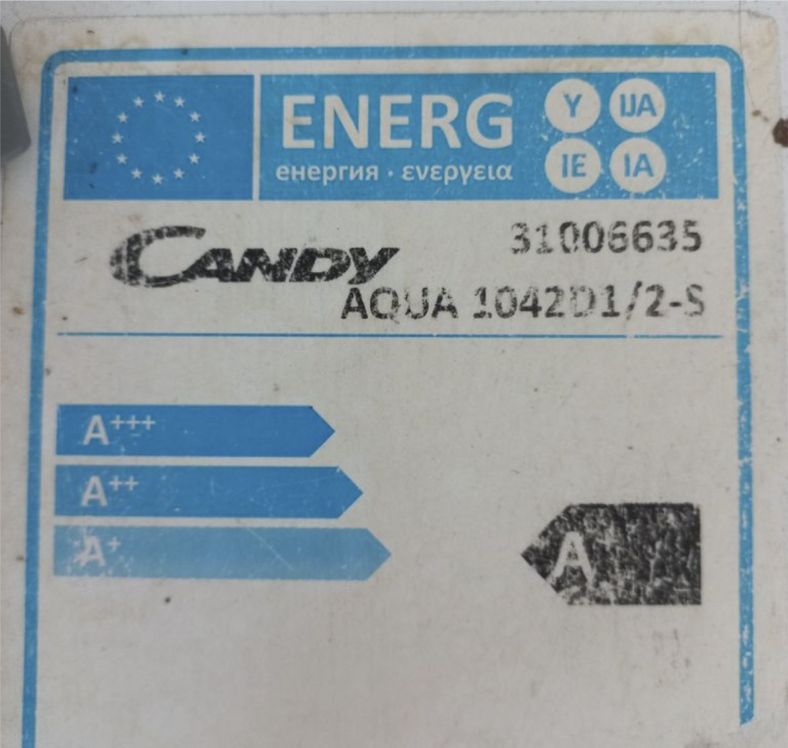 ENERG Y IJA
енергия · ενεργεια IE IA
CANDY 31006635
AQUA 1042D1/2-S
A+++
A++
A+
A